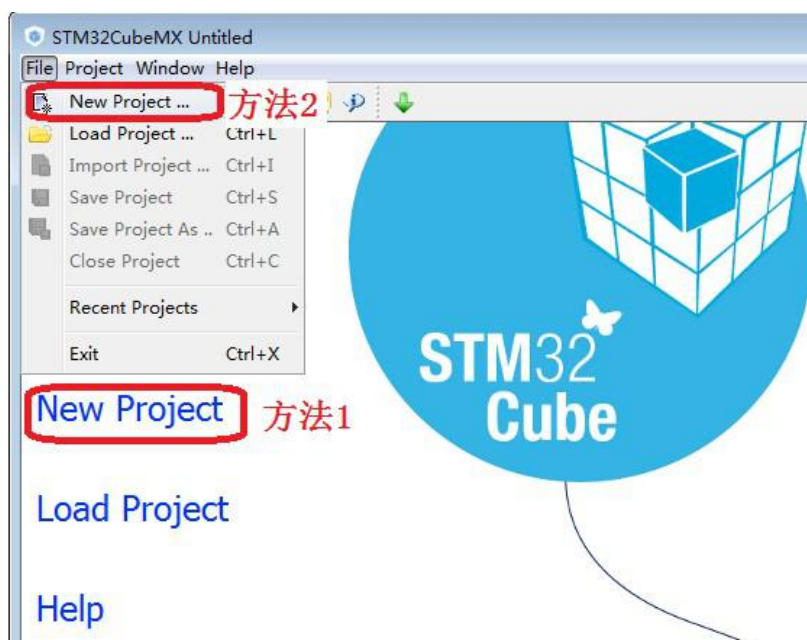 STM32CubeMX Untitled
File Project Window Help
New Project ... 方法2
Load Project ... Ctrl+L
Import Project ... Ctrl+I
Save Project Ctrl+S
Save Project As .. Ctrl+A
Close Project Ctrl+C
Recent Projects
Exit Ctrl+X
STM32
Cube
New Project 方法1
Load Project
Help